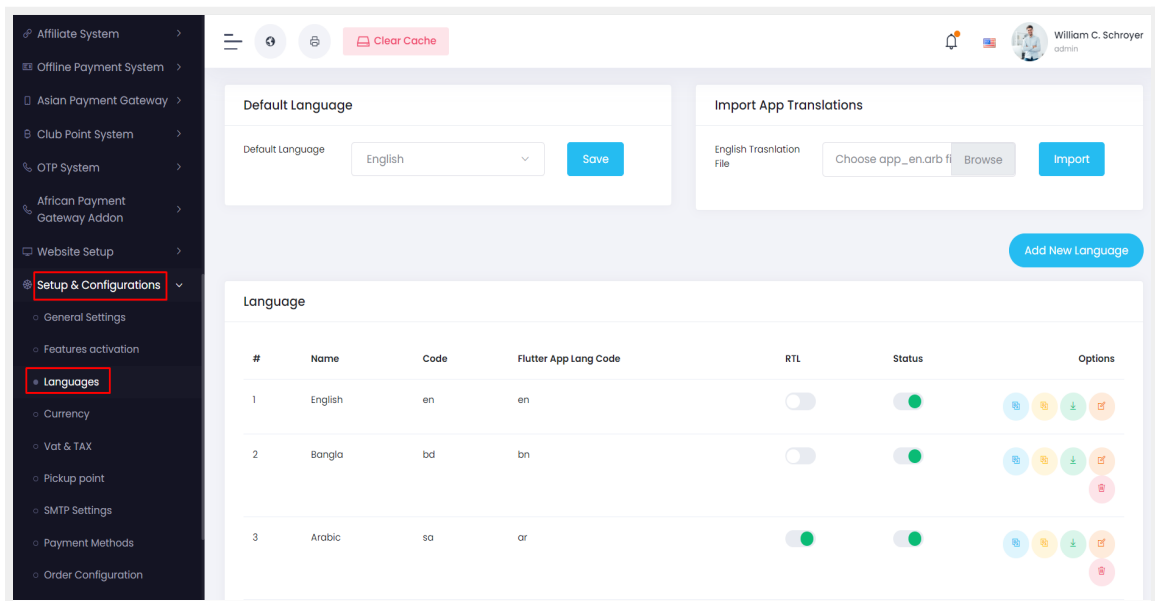 Affiliate System
Offline Payment System
Asian Payment Gateway
Club Point System
OTP System
African Payment
Gateway Addon
Website Setup
Setup & Configurations
General Settings
Features activation
Languages
Currency
Vat & TAX
Pickup point
SMTP Settings
Payment Methods
Order Configuration
Clear Cache
William C. Schroyer
admin
Default Language
Default Language
English
Save
Import App Translations
English Trasnlation
File
Choose app_en.arb fi
Browse
Import
Add New Language
Language
# Name Code Flutter App Lang Code RTL Status Options
1 English en en
2 Bangla bd bn
3 Arabic sa ar